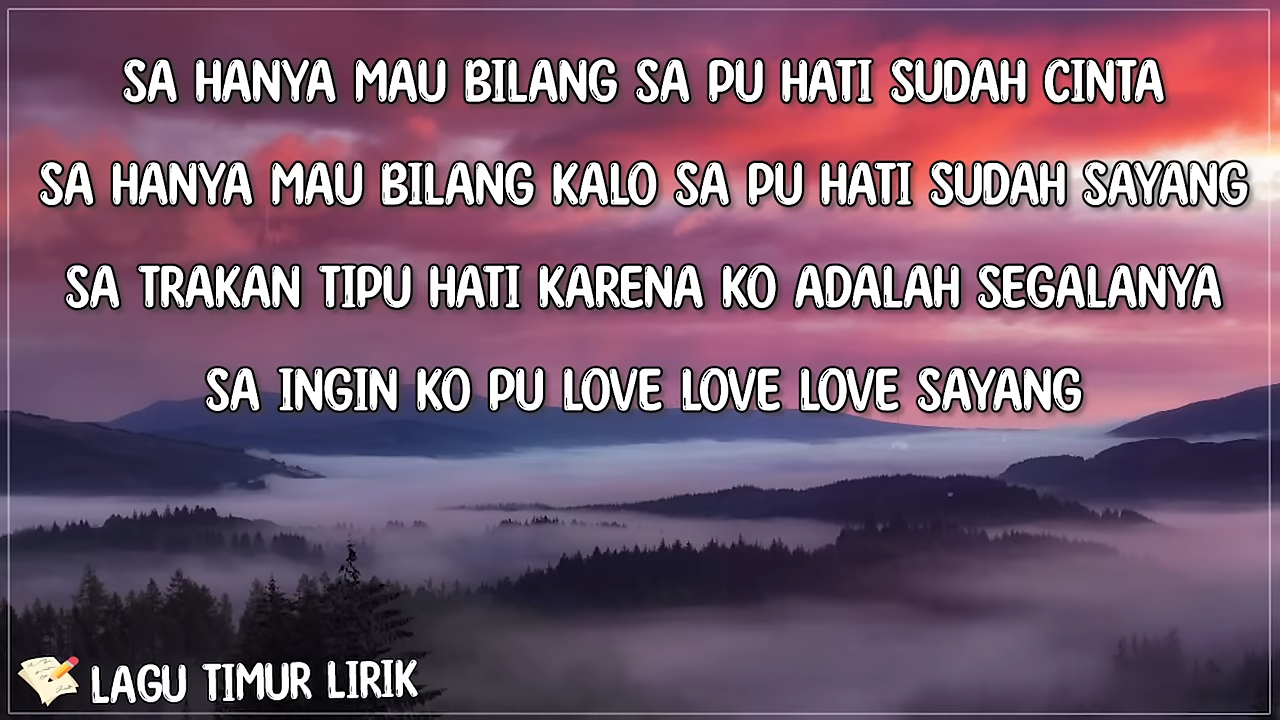 SA HANYA MAU BILANG SA PU HATI SUDAH CINTA
SA HANYA MAU BILANG KALO SA PU HATI SUDAH SAYANG
SA TRAKAN TIPU HATI KARENA KO ADALAH SEGALANYA
SA INGIN KO PU LOVE LOVE LOVE SAYANG
LAGU TIMUR LIRIK